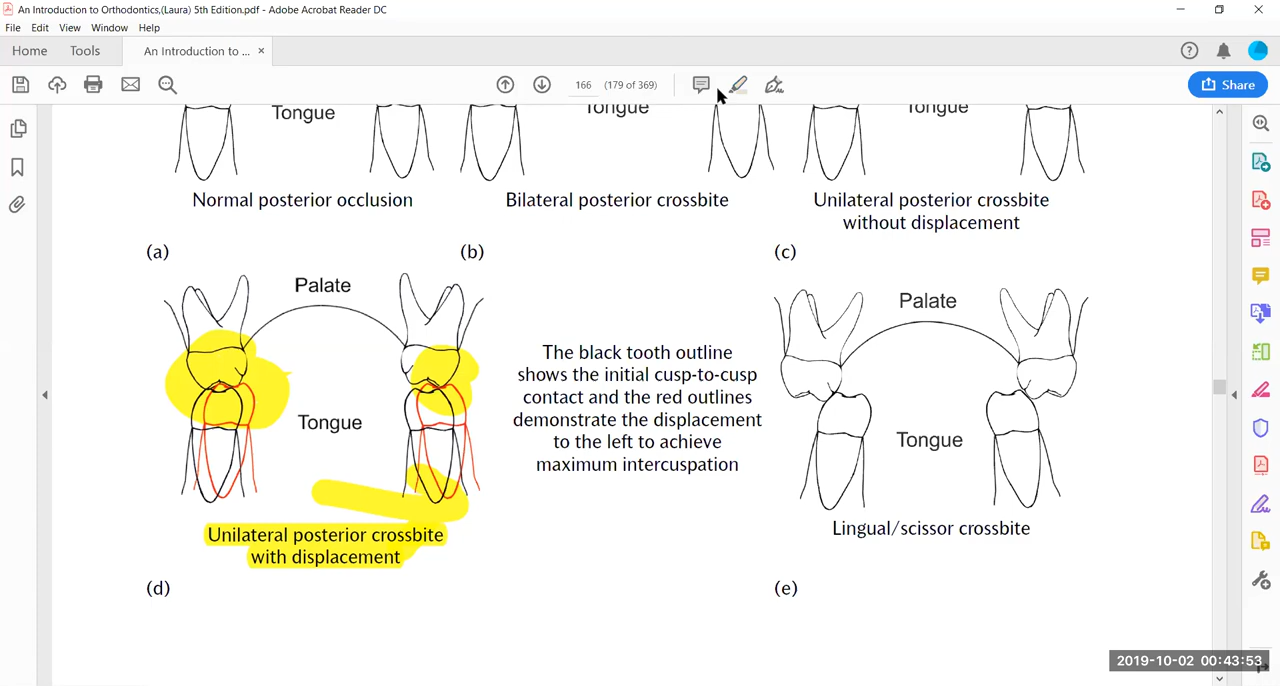 An Introduction to Orthodontics,(Laura) 5th Edition.pdf - Adobe Acrobat Reader DC
File Edit View Window Help
Home Tools An Introduction to ... ×
166 (179 of 369) Share
Tongue Tongue Tongue
Normal posterior occlusion
Bilateral posterior crossbite
Unilateral posterior crossbite
without displacement
(a) (b) (c)
Palate
Tongue
The black tooth outline
shows the initial cusp-to-cusp
contact and the red outlines
demonstrate the displacement
to the left to achieve
maximum intercuspation
Palate
Tongue
Unilateral posterior crossbite
with displacement
Lingual/scissor crossbite
(d) (e)
2019-10-02 00:43:53